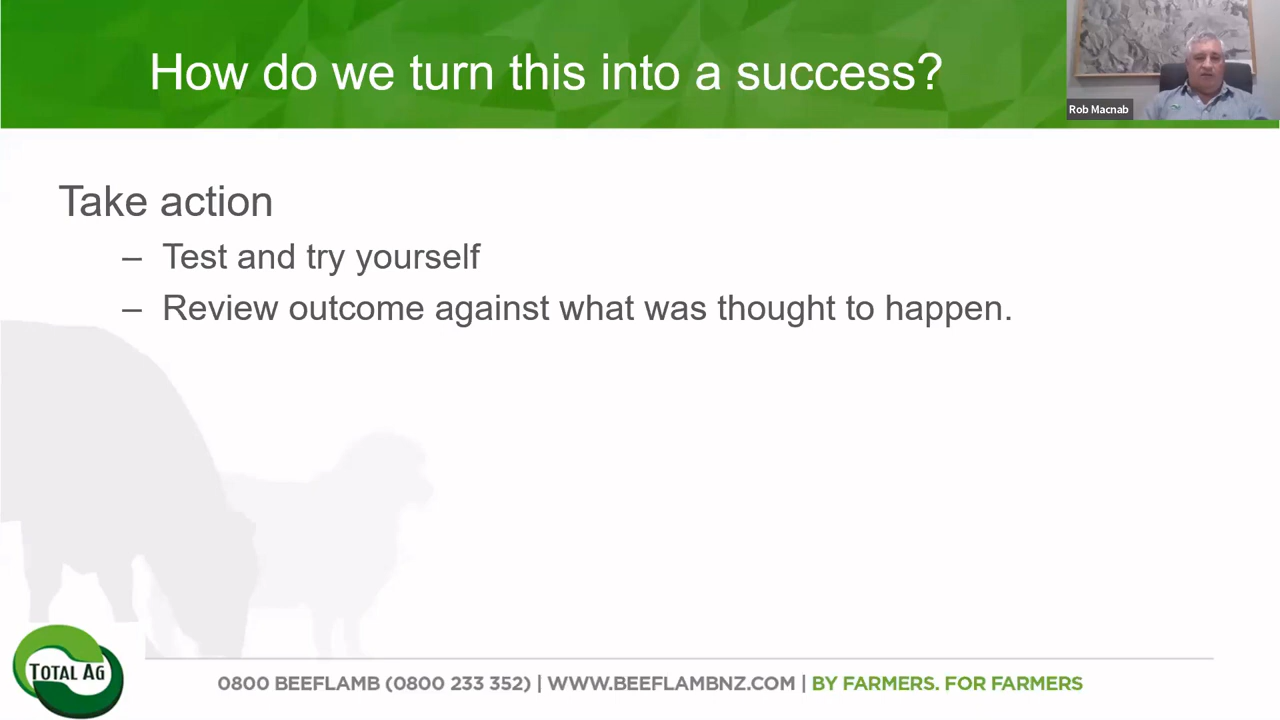 How do we turn this into a success?
Rob Macnab
Take action
– Test and try yourself
– Review outcome against what was thought to happen.
TOTAL AG
0800 BEEFLAMB (0800 233 352) | WWW.BEEFLAMBNZ.COM | BY FARMERS. FOR FARMERS